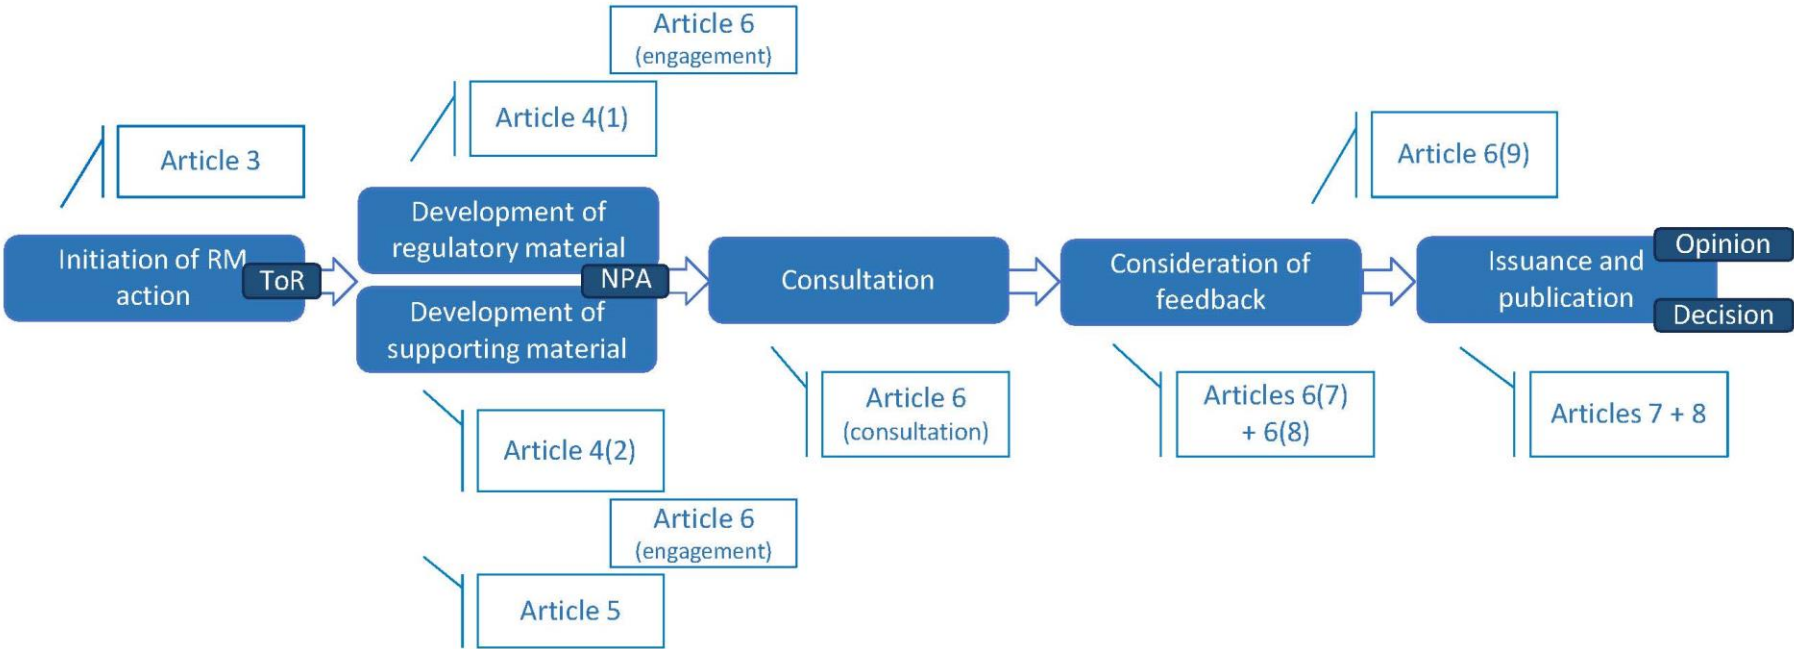 Article 6
(engagement)
Article 4(1)
Article 3
Article 6(9)
Initiation of RM
action
ToR
Development of
regulatory material
NPA
Development of
supporting material
Consultation
Consideration of
feedback
Issuance and
publication
Opinion
Decision
Article 4(2)
Article 6
(engagement)
Article 5
Article 6
(consultation)
Articles 6(7)
+ 6(8)
Articles 7 + 8